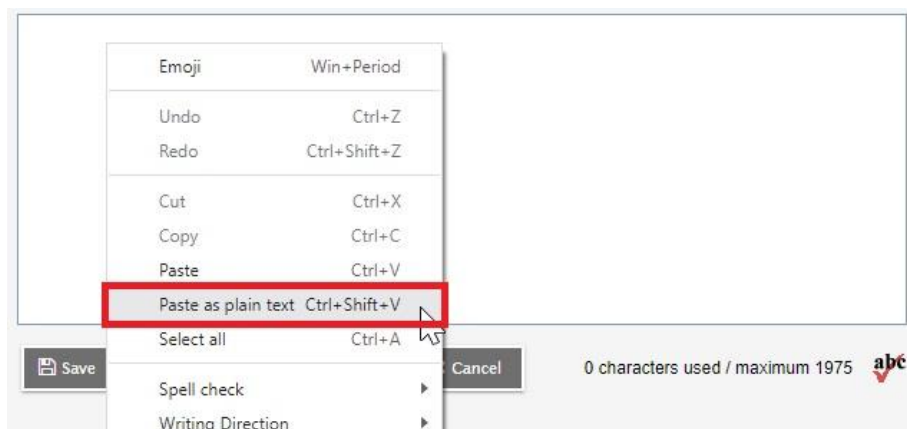 Emoji Win+Period
Undo Ctrl+Z
Redo Ctrl+Shift+Z
Cut Ctrl+X
Copy Ctrl+C
Paste Ctrl+V
Paste as plain text Ctrl+Shift+V
Select all Ctrl+A
Save Cancel 0 characters used / maximum 1975 abc
Spell check
Writing Direction